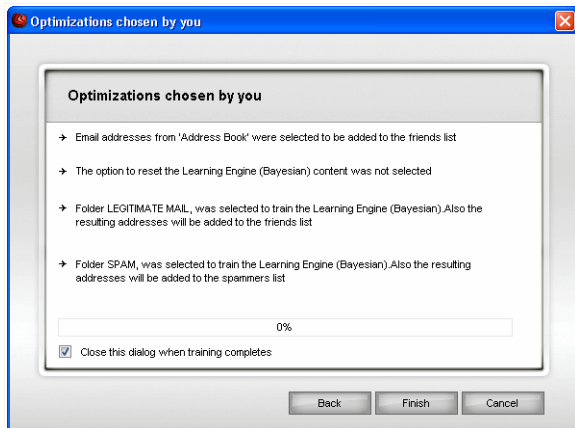 Optimizations chosen by you
Optimizations chosen by you
Email addresses from 'Address Book' were selected to be added to the friends list
The option to reset the Learning Engine (Bayesian) content was not selected
Folder LEGITIMATE MAIL, was selected to train the Learning Engine (Bayesian).Also the
resulting addresses will be added to the friends list
Folder SPAM, was selected to train the Learning Engine (Bayesian).Also the resulting
addresses will be added to the spammers list
0%
Close this dialog when training completes
Back Finish Cancel